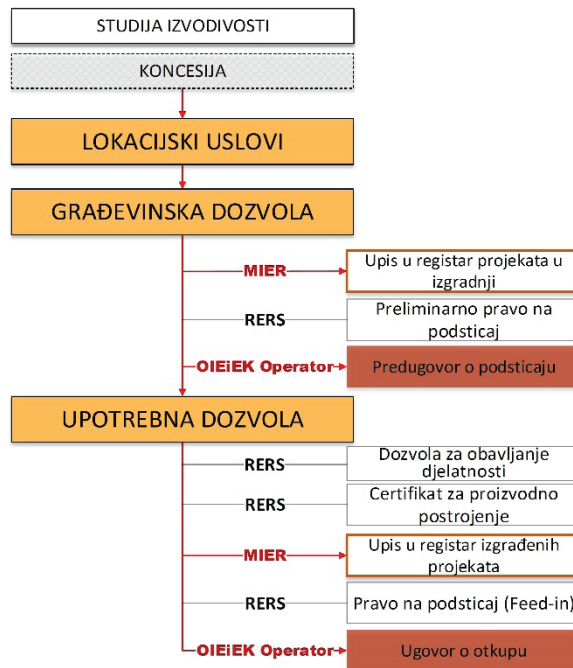 STUDIJA IZVODIVOSTI
KONCESIJA
LOKACIJSKI USLOVI
GRAĐEVINSKA DOZVOLA
MIER
Upis u registar projekata u
izgradnji
RERS
Preliminarno pravo na
podsticaj
OIEiEK Operator
Predugovor o podsticaju
UPOTREBNA DOZVOLA
RERS
Dozvola za obavljanje
djelatnosti
RERS
Certifikat za proizvodno
postrojenje
MIER
Upis u registar izgrađenih
projekata
RERS
Pravo na podsticaj (Feed-in)
OIEiEK Operator
Ugovor o otkupu